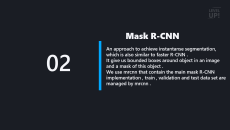 Mask R-CNN
02
An approach to achieve instantanse segmentation,
which is also similar to faster R-CNN .
It give us bounded boxes around object in an image
and a mask of this object .
We use mrcnn that contain the main mask R-CNN
implementation , train , validation and test data set are
managed by mrcnn .